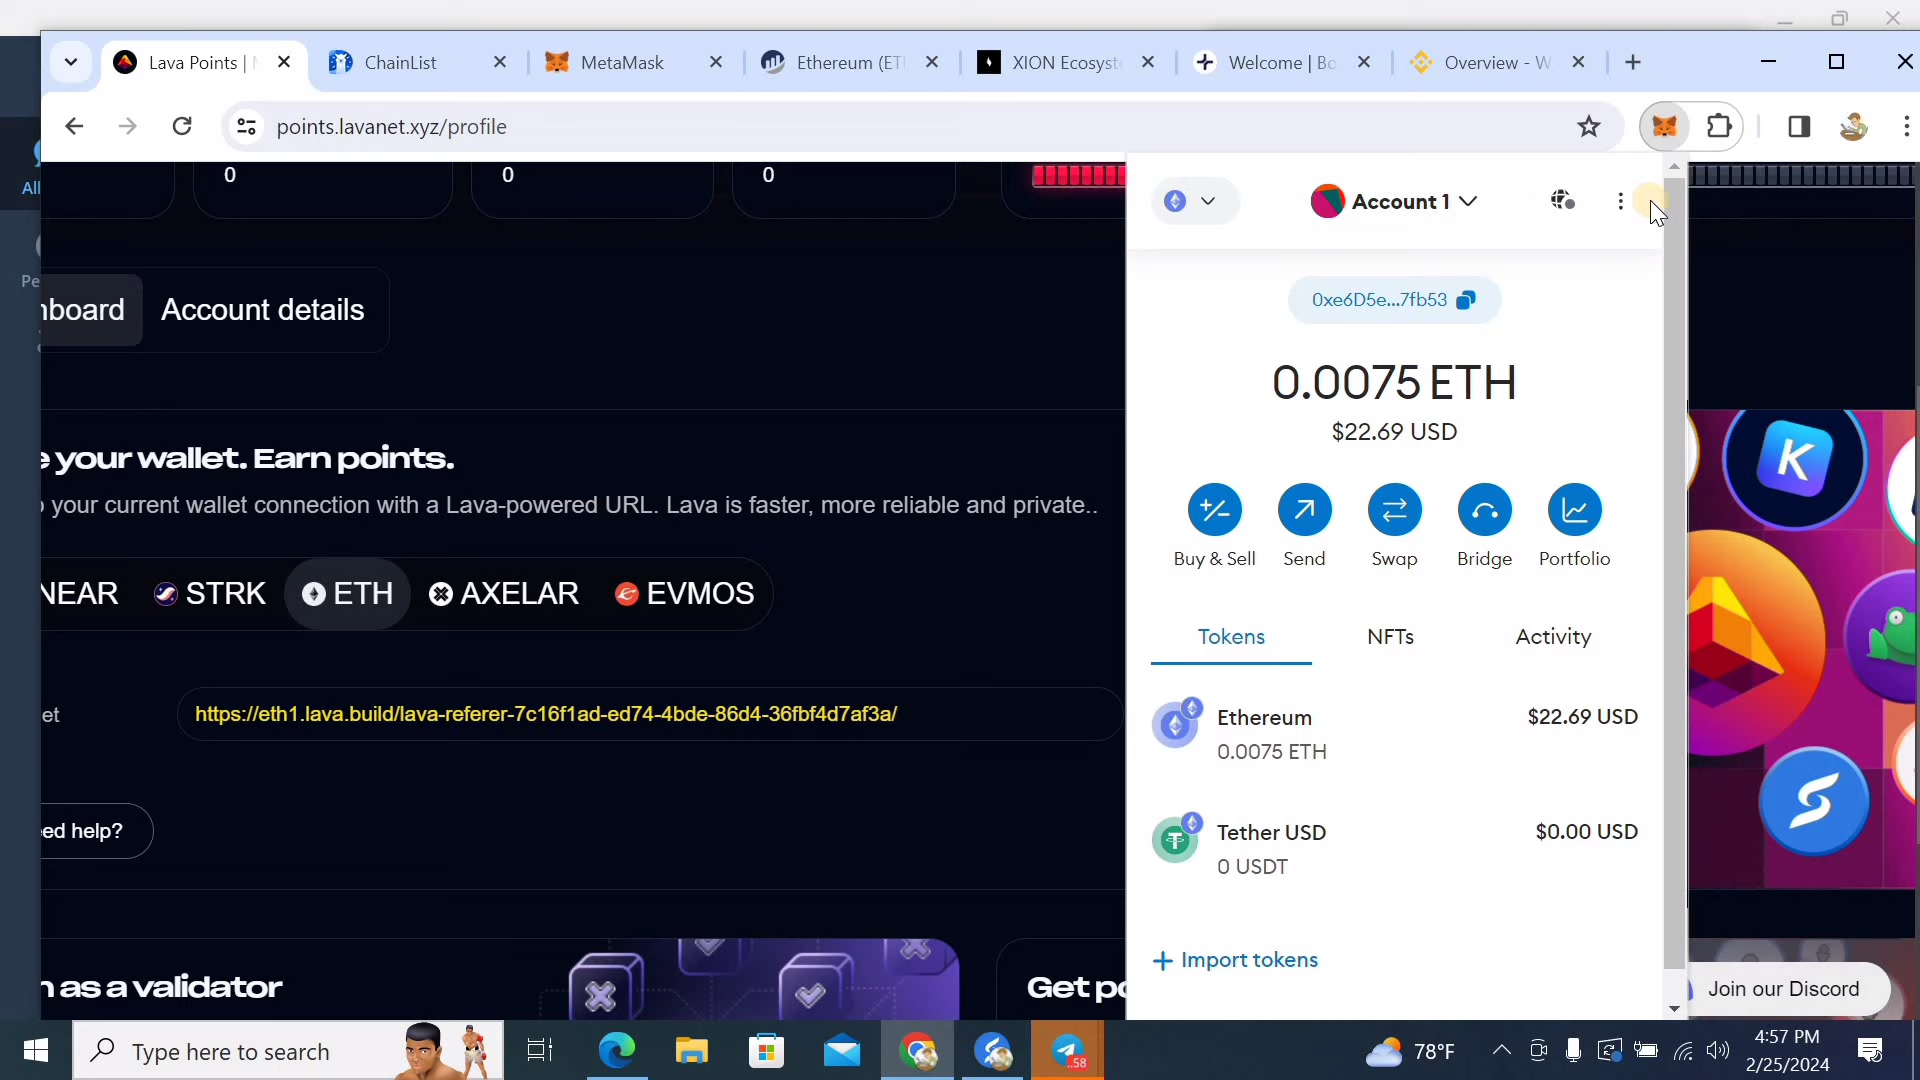 Lava Points |
ChainList
MetaMask
Ethereum (ET
XION Ecosyst
Welcome | Bo
Overview - W
points.lavanet.xyz/profile
All
Pe
0
0
0
Account 1
board
Account details
0xe6D5e...7fb53
0.0075 ETH
$22.69 USD
e your wallet. Earn points.
your current wallet connection with a Lava-powered URL. Lava is faster, more reliable and private..
Buy & Sell
Send
Swap
Bridge
Portfolio
NEAR
STRK
ETH
AXELAR
EVMOS
Tokens
NFTs
Activity
et
https://eth1.lava.build/lava-referer-7c16f1ad-ed74-4bde-86d4-36fbf4d7af3a/
Ethereum
$22.69 USD
0.0075 ETH
eed help?
Tether USD
$0.00 USD
0 USDT
Import tokens
n as a validator
Get po
Join our Discord
Type here to search
58
78°F
4:57 PM
2/25/2024